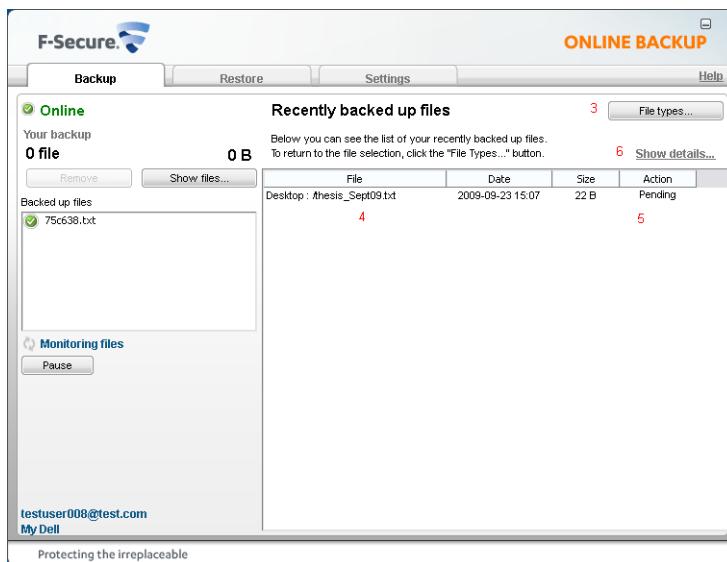 F-Secure.
ONLINE BACKUP
Backup
Restore
Settings
Help
Online
Your backup
0 file
0 B
Remove
Show files...
Backed up files
75c638.txt
Monitoring files
Pause
testuser008@test.com
My Dell
Recently backed up files
3
File types...
Below you can see the list of your recently backed up files.
To return to the file selection, click the "File Types..." button.
6
Show details...
File Date Size Action
Desktop : /thesis_Sept09.txt 2009-09-23 15:07 22 B Pending
4
5
Protecting the irreplaceable